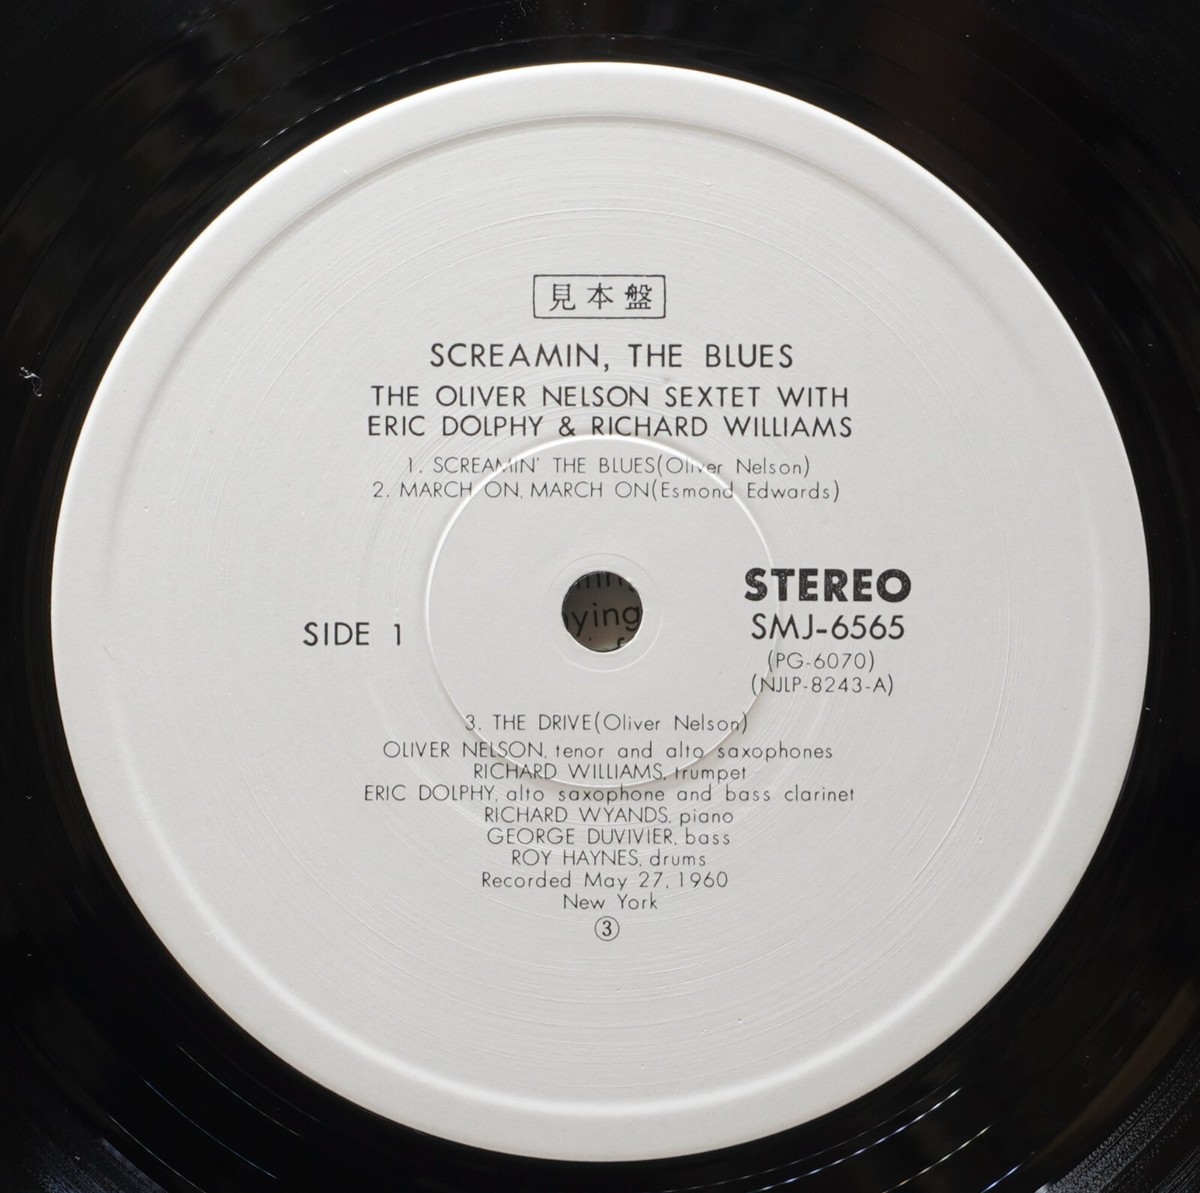 見本盤
SCREAMIN, THE BLUES
THE OLIVER NELSON SEXTET WITH
ERIC DOLPHY & RICHARD WILLIAMS
1. SCREAMIN' THE BLUES(Oliver Nelson)
2. MARCH ON, MARCH ON(Esmond Edwards)
STEREO
SIDE 1
SMJ-6565
(PG-6070)
(NJLP-8243-A)
3. THE DRIVE(Oliver Nelson)
OLIVER NELSON, tenor and alto saxophones
RICHARD WILLIAMS, trumpet
ERIC DOLPHY, alto saxophone and bass clarinet
RICHARD WYANDS, piano
GEORGE DUVIVIER, bass
ROY HAYNES, drums
Recorded May 27, 1960
New York
③